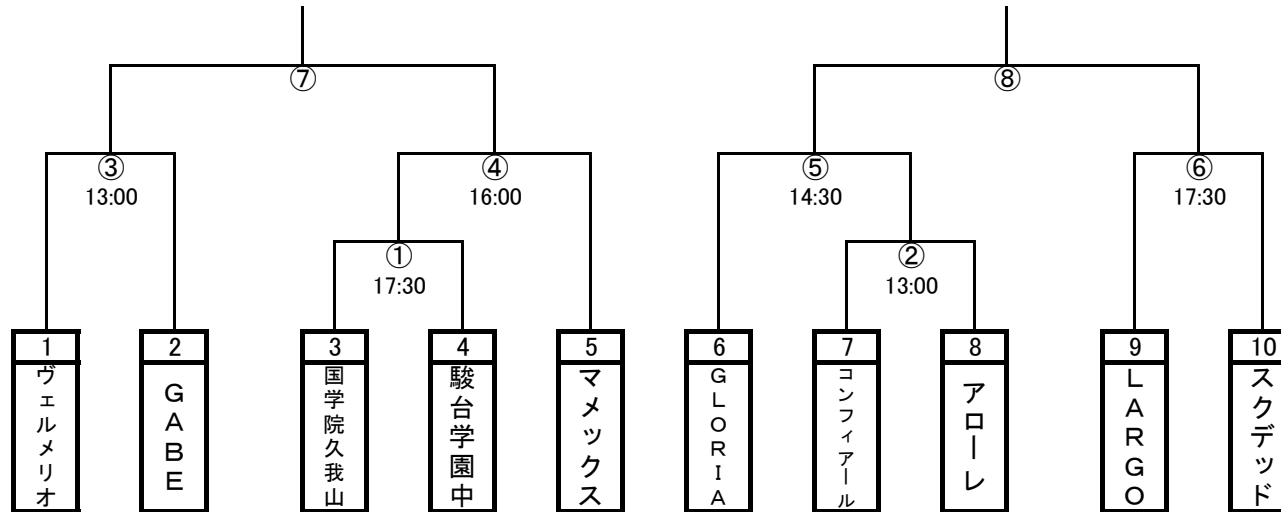 ⑦
⑧
③
13:00
④
16:00
⑤
14:30
⑥
17:30
①
17:30
②
13:00
1
ヴェルメリオ
2
GABE
3
国学院久我山
4
駿台学園中
5
マメックス
6
GLORIA
7
コンフィアール
8
アローレ
9
LARGO
10
スクデッド